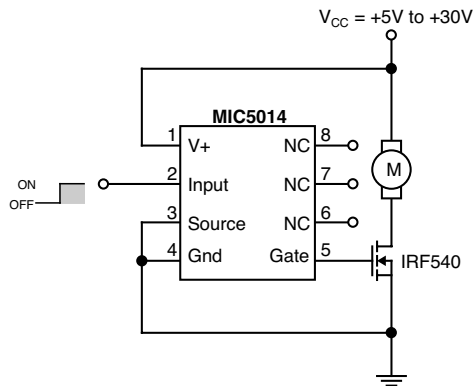 V_CC = +5V to +30V
MIC5014
1 V+ NC 8
ON 2 Input NC 7
OFF
3 Source NC 6
4 Gnd Gate 5
M
IRF540